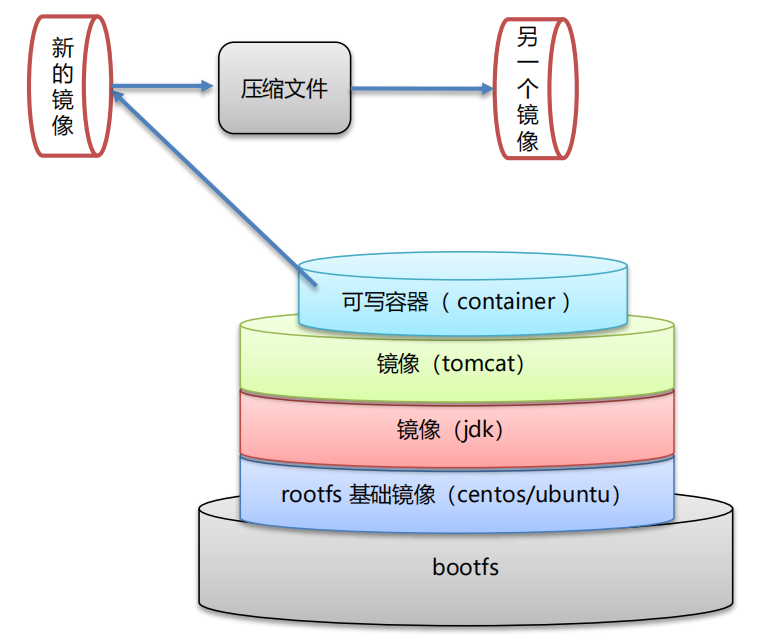 新的镜像
压缩文件
另一个镜像
可写容器（ container ）
镜像（tomcat）
镜像（jdk）
rootfs 基础镜像（centos/ubuntu）
bootfs